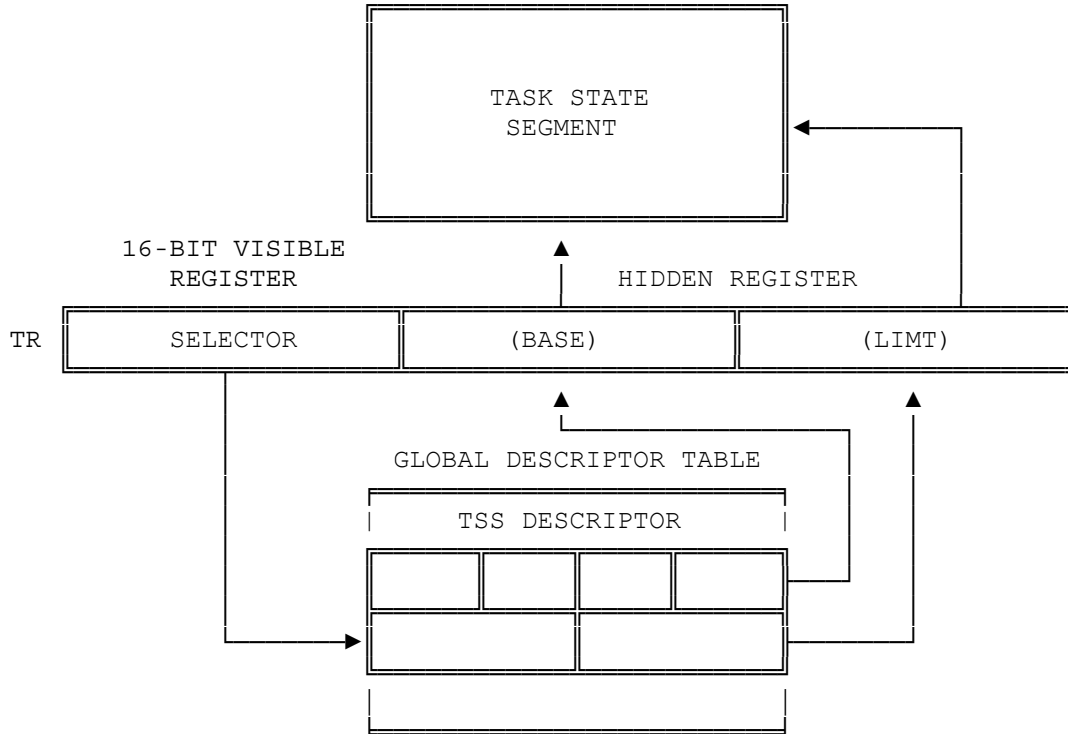 TASK STATE
SEGMENT
16-BIT VISIBLE
REGISTER
HIDDEN REGISTER
TR
SELECTOR
(BASE)
(LIMT)
GLOBAL DESCRIPTOR TABLE
TSS DESCRIPTOR